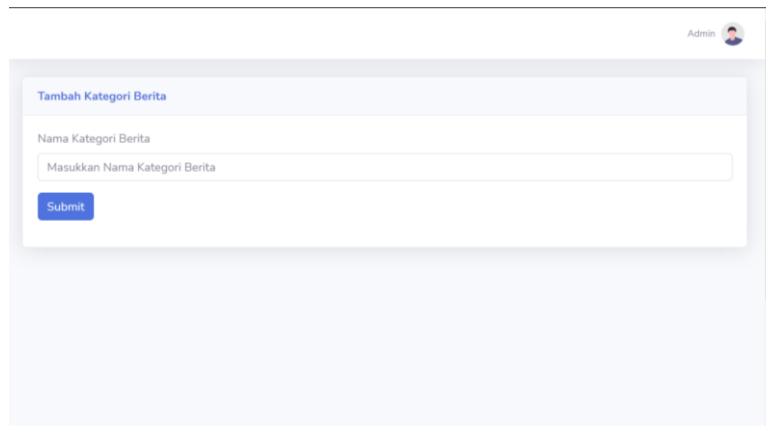 Admin
Tambah Kategori Berita
Nama Kategori Berita
Masukkan Nama Kategori Berita
Submit